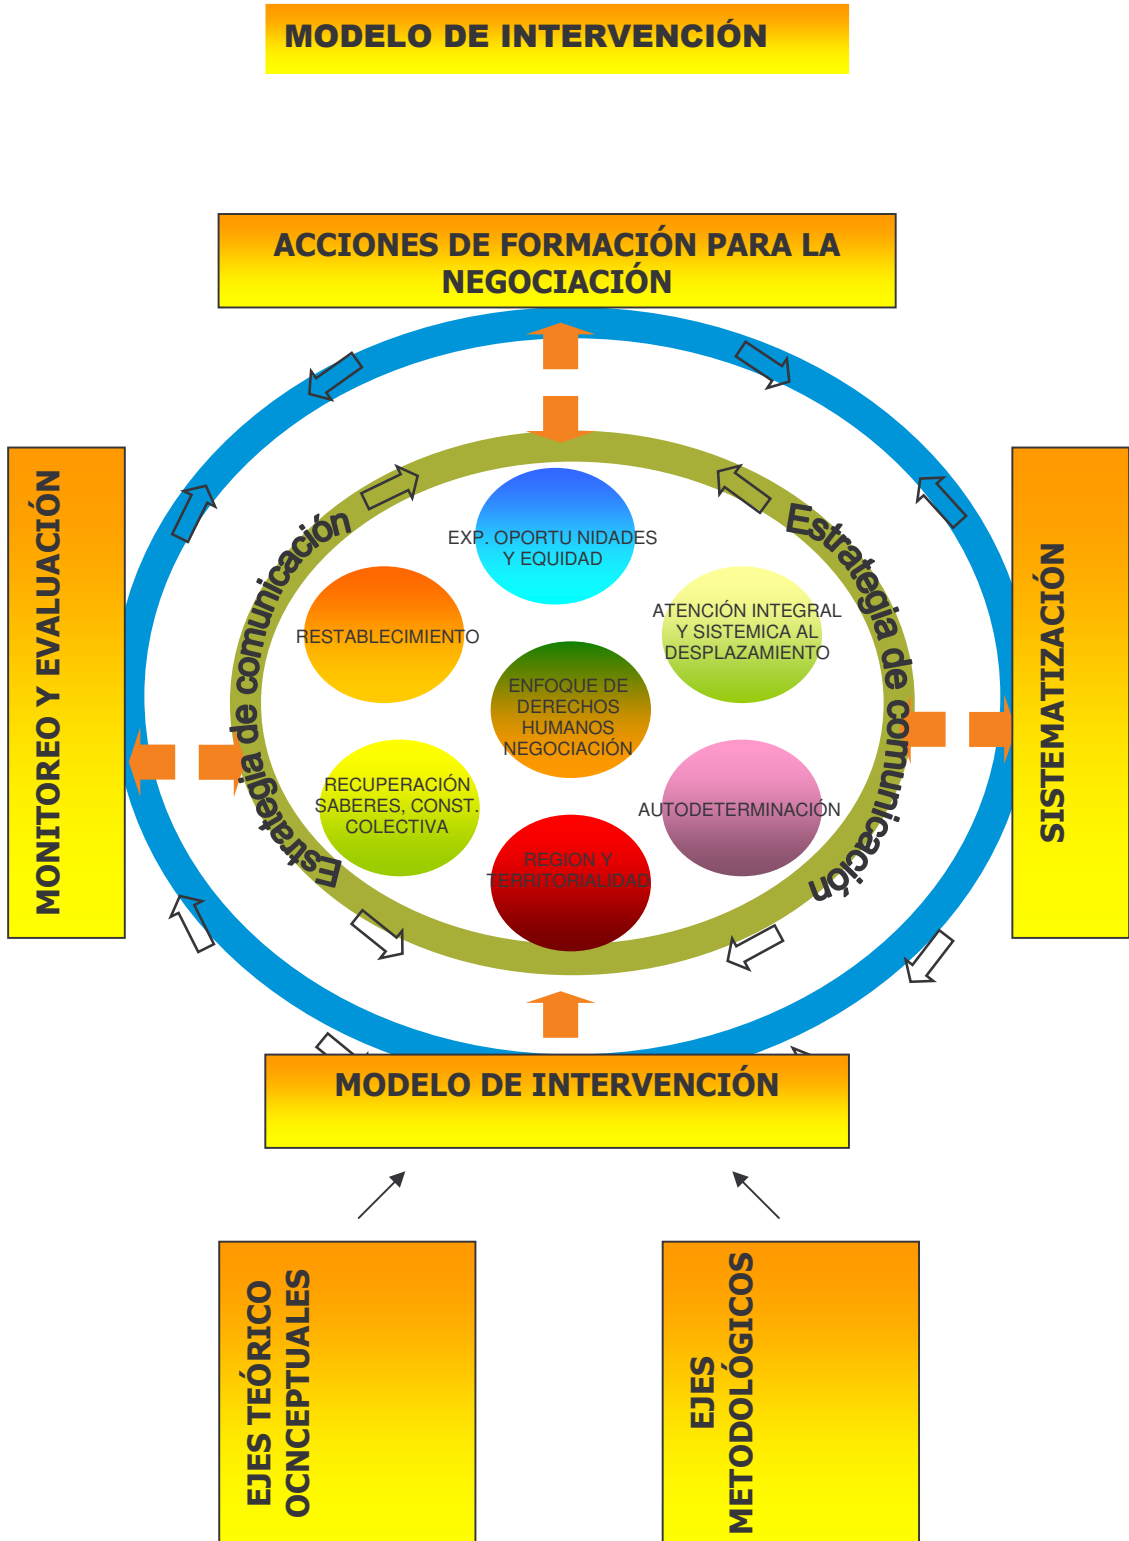 MODELO DE INTERVENCIÓN
ACCIONES DE FORMACIÓN PARA LA
NEGOCIACIÓN
MONITOREO Y EVALUACIÓN
Estrategia de comunicación
Estrategia de comunicación
SISTEMATIZACIÓN
EXP. OPORTU NIDADES
Y EQUIDAD
RESTABLECIMIENTO
ATENCIÓN INTEGRAL
Y SISTEMICA AL
DESPLAZAMIENTO
ENFOQUE DE
DERECHOS
HUMANOS
NEGOCIACIÓN
RECUPERACIÓN
SABERES, CONST.
COLECTIVA
AUTODETERMINACIÓN
REGION Y
TERRITORIALIDAD
MODELO DE INTERVENCIÓN
EJES TEÓRICO
OCNCEPTUALES
EJES
METODOLÓGICOS